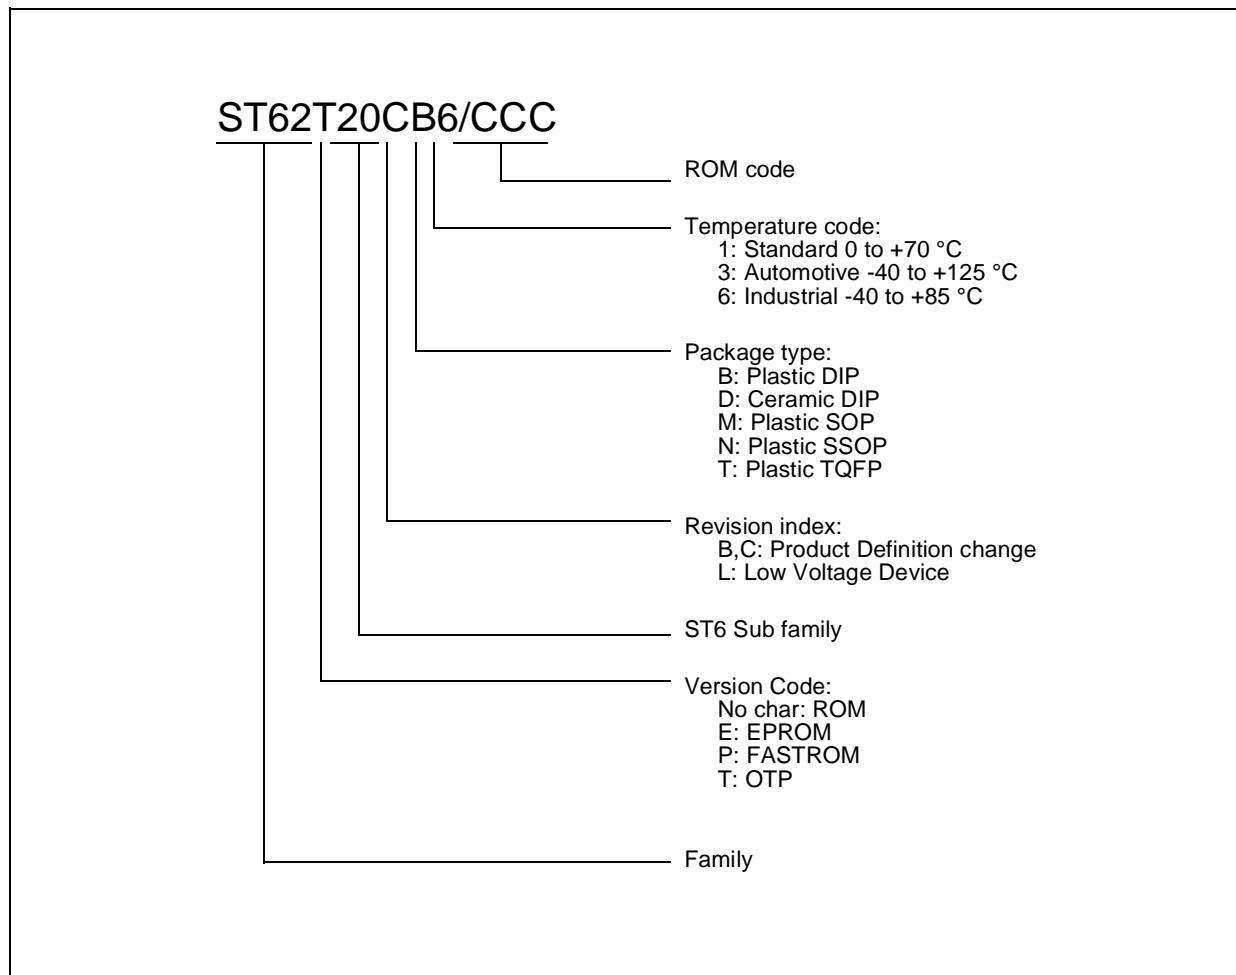 ST62T20CB6/CCC
ROM code
Temperature code:
1: Standard 0 to +70 °C
3: Automotive -40 to +125 °C
6: Industrial -40 to +85 °C
Package type:
B: Plastic DIP
D: Ceramic DIP
M: Plastic SOP
N: Plastic SSOP
T: Plastic TQFP
Revision index:
B,C: Product Definition change
L: Low Voltage Device
ST6 Sub family
Version Code:
No char: ROM
E: EPROM
P: FASTROM
T: OTP
Family